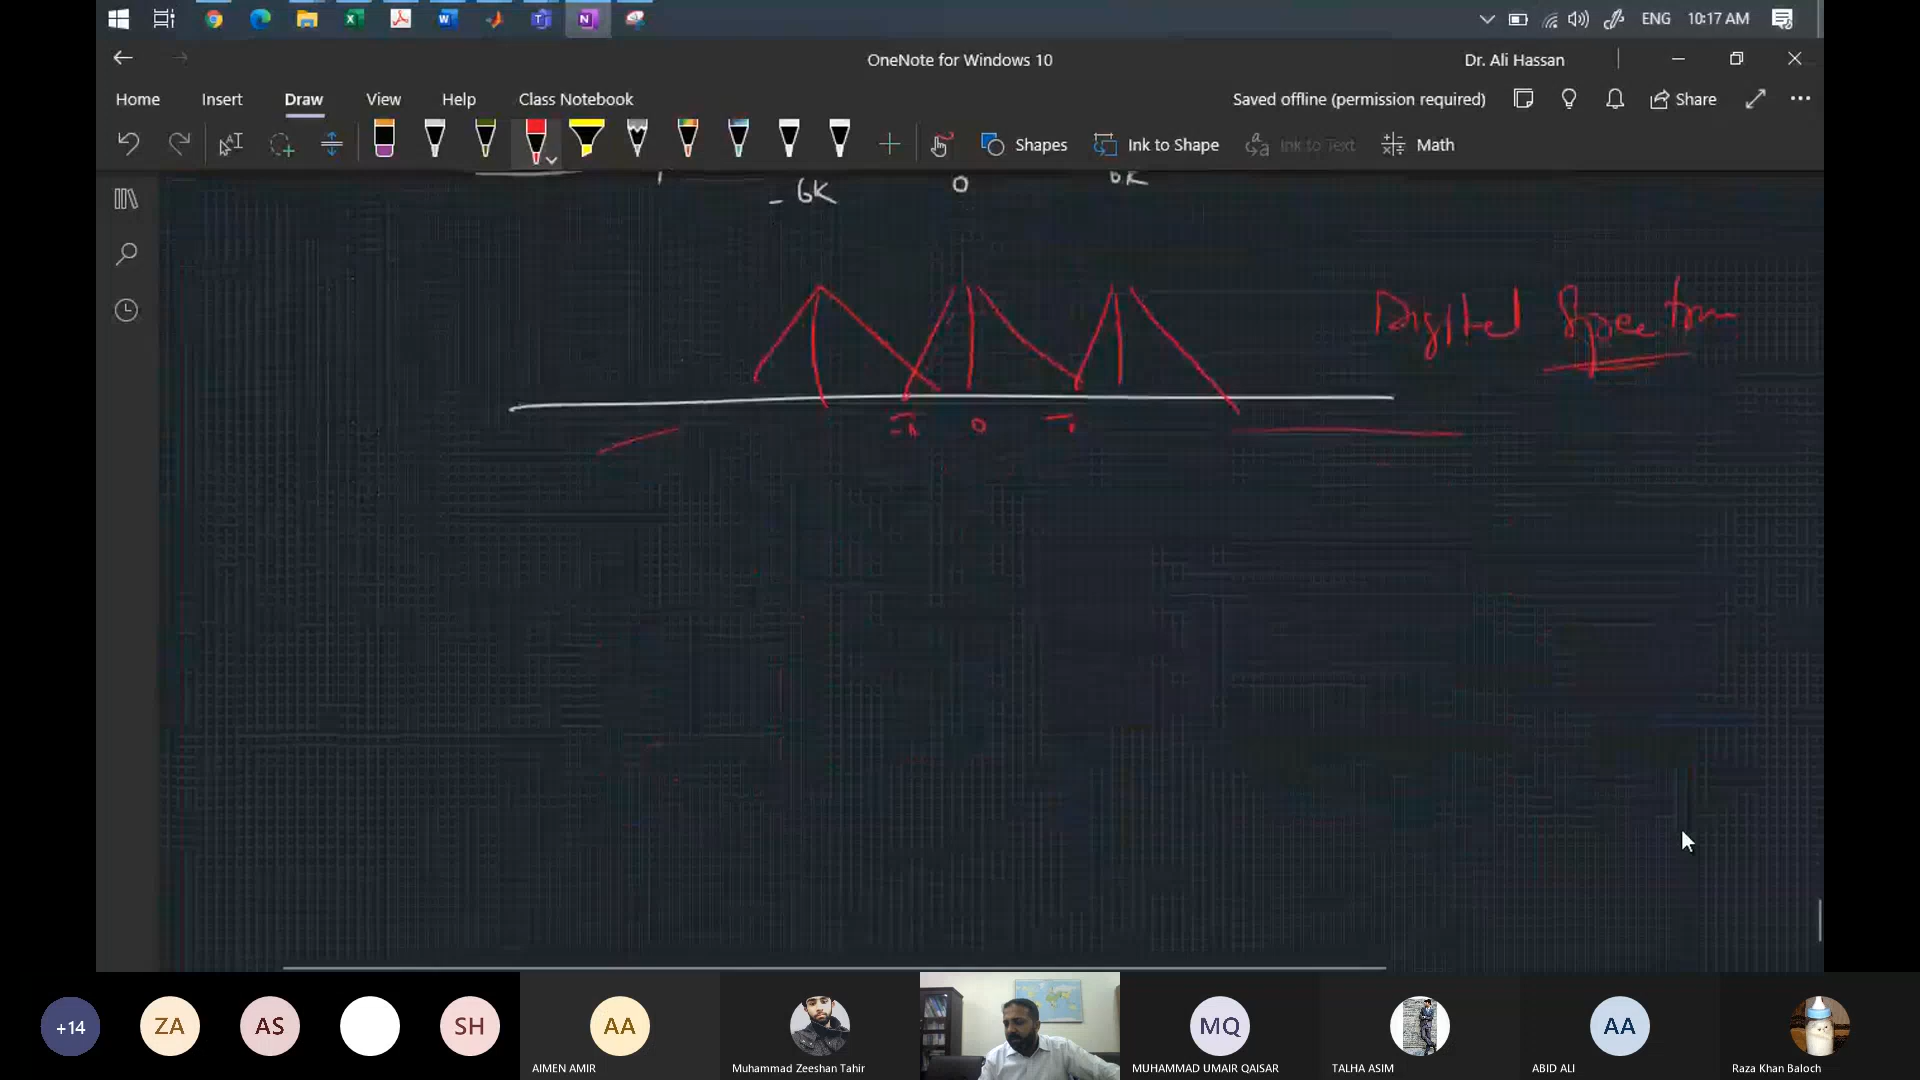 ENG 10:17 AM
OneNote for Windows 10
Dr. Ali Hassan
Home Insert Draw View Help Class Notebook
Saved offline (permission required)
Share
Shapes
Ink to Shape
Ink to Text
Math
- 6K 0 6K
Digital Spectrum
-π 0 π
+14
ZA
AS
SH
AA
MQ
AA
AIMEN AMIR
Muhammad Zeeshan Tahir
MUHAMMAD UMAIR QAISAR
TALHA ASIM
ABID ALI
Raza Khan Baloch